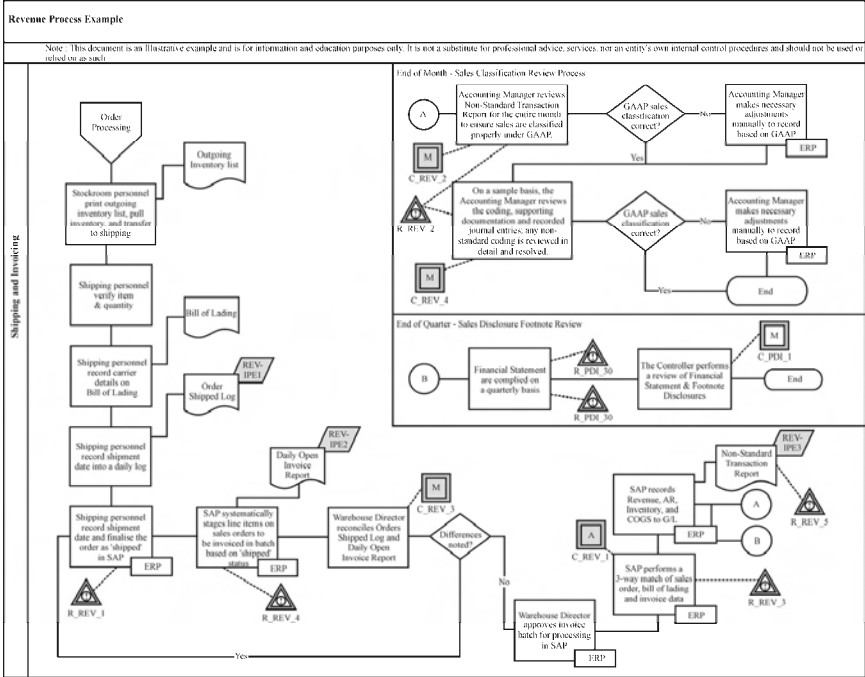 Revenue Process Example
Note : This document is an Illustrative example and is for information and education purposes only. It is not a substitute for professional advice, services, nor an entity's own internal control procedures and should not be used or
relied on as such
Shipping and Invoicing
Order
Processing
Outgoing
Inventory list
Stockroom personnel
print outgoing
inventory list, pull
inventory, and transfer
to shipping
Shipping personnel
verify item
& quantity
Bill of Lading
Shipping personnel
record carrier
details on
Bill of Lading
REV-
IPE1
Order
Shipped Log
Shipping personnel
record shipment
date into a daily log
Shipping personnel
record shipment
date and finalise the
order as 'shipped'
in SAP
ERP
R_REV_1
REV-
IPE2
Daily Open
Invoice
Report
SAP systematically
stages line items on
sales orders to
be invoiced in batch
based on 'shipped'
status
ERP
R_REV_4
Warehouse Director
reconciles Orders
Shipped Log and
Daily Open
Invoice Report
M
C_REV_3
Differences
noted?
Yes
No
Warehouse Director
approves invoice
batch for processing
in SAP
ERP
SAP performs a
3-way match of sales
order, bill of lading
and invoice data
ERP
A
C_REV_1
R_REV_3
SAP records
Revenue, AR,
Inventory, and
COGS to G/L
ERP
REV-
IPE3
Non-Standard
Transaction
Report
R_REV_5
A
B
End of Month - Sales Classification Review Process
A
Accounting Manager reviews
Non-Standard Transaction
Report for the entire month
to ensure sales are classified
properly under GAAP.
M
C_REV_2
R_REV_2
GAAP sales
classification
correct?
No
Yes
Accounting Manager
makes necessary
adjustments
manually to record
based on GAAP
ERP
On a sample basis, the
Accounting Manager reviews
the coding, supporting
documentation and recorded
journal entries; any non-
standard coding is reviewed in
detail and resolved.
M
C_REV_4
GAAP sales
classification
correct?
No
Yes
Accounting Manager
makes necessary
adjustments
manually to record
based on GAAP
ERP
End
End of Quarter - Sales Disclosure Footnote Review
B
Financial Statement
are complied on
a quarterly basis
R_PDI_30
R_PDI_30
The Controller performs
a review of Financial
Statement & Footnote
Disclosures
M
C_PDI_1
End